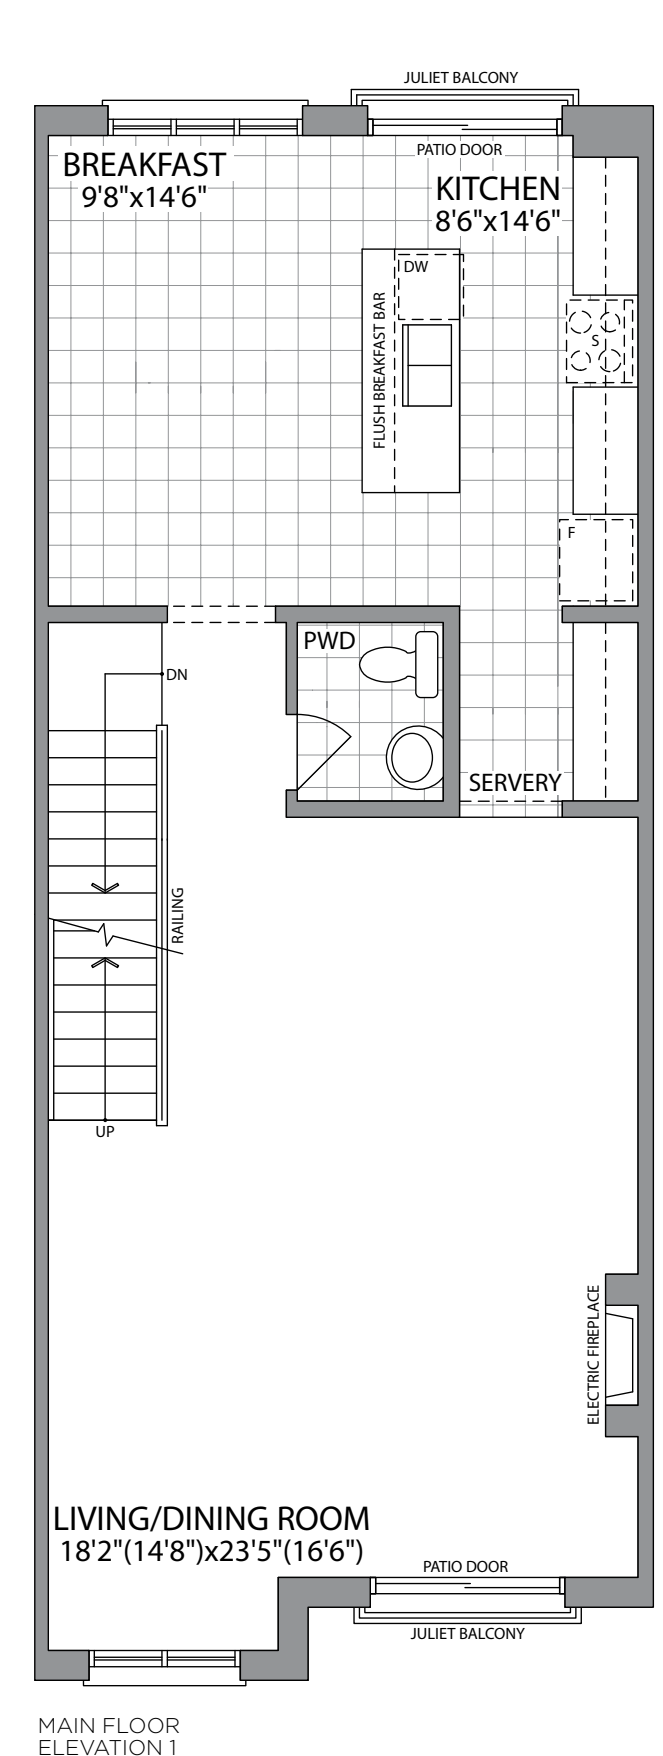 JULIET BALCONY
PATIO DOOR
BREAKFAST
9'8"x14'6"
KITCHEN
8'6"x14'6"
DW
FLUSH BREAKFAST BAR
S
F
PWD
DN
SERVERY
RAILING
UP
ELECTRIC FIREPLACE
LIVING/DINING ROOM
18'2"(14'8")x23'5"(16'6")
PATIO DOOR
JULIET BALCONY
MAIN FLOOR
ELEVATION 1